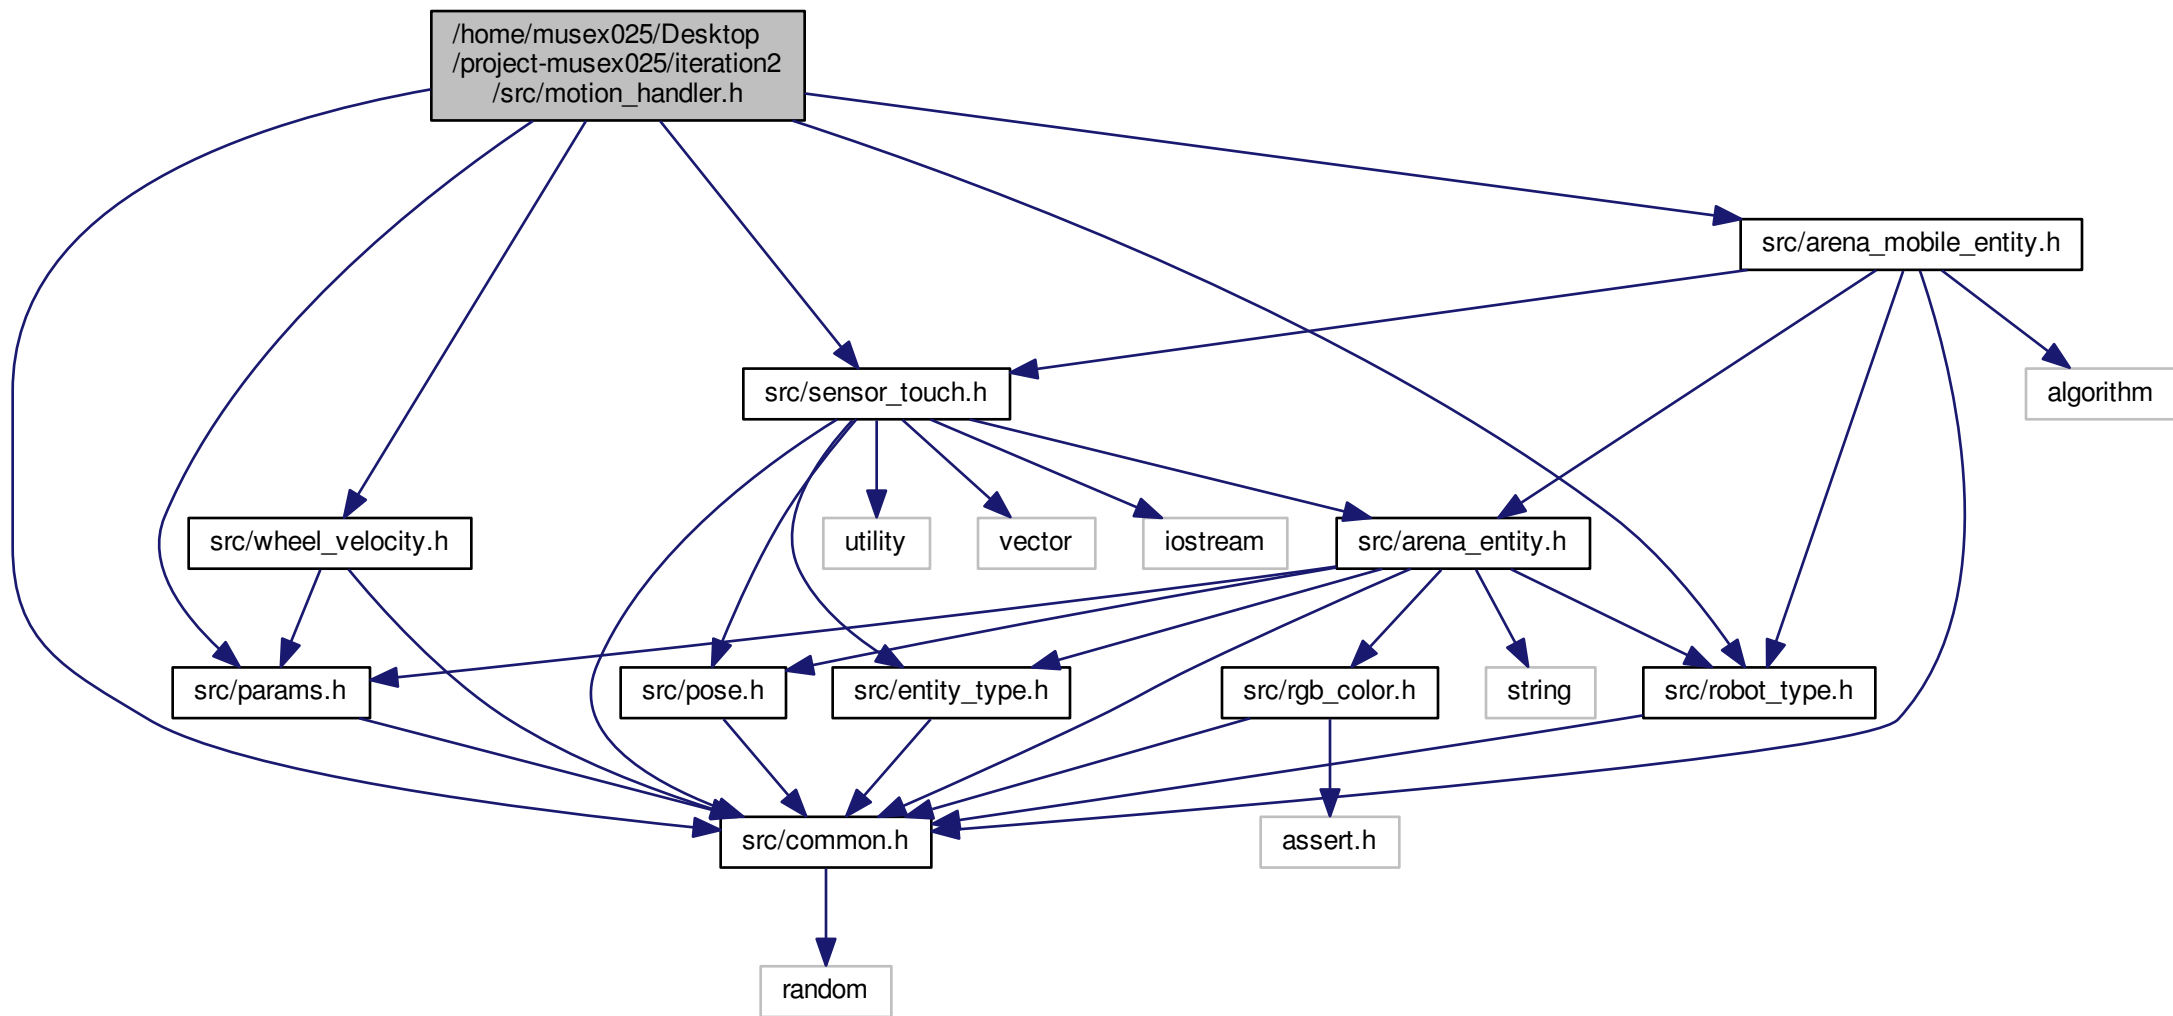 /home/musex025/Desktop
/project-musex025/iteration2
/src/motion_handler.h
src/arena_mobile_entity.h
src/sensor_touch.h
algorithm
src/wheel_velocity.h
utility
vector
iostream
src/arena_entity.h
src/params.h
src/pose.h
src/entity_type.h
src/rgb_color.h
string
src/robot_type.h
src/common.h
assert.h
random